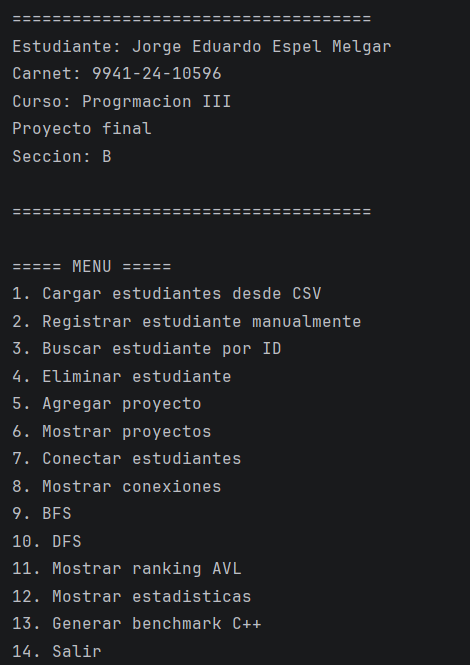 ====================================
Estudiante: Jorge Eduardo Espel Melgar
Carnet: 9941-24-10596
Curso: Progrmacion III
Proyecto final
Seccion: B
====================================
===== MENU =====
1. Cargar estudiantes desde CSV
2. Registrar estudiante manualmente
3. Buscar estudiante por ID
4. Eliminar estudiante
5. Agregar proyecto
6. Mostrar proyectos
7. Conectar estudiantes
8. Mostrar conexiones
9. BFS
10. DFS
11. Mostrar ranking AVL
12. Mostrar estadisticas
13. Generar benchmark C++
14. Salir